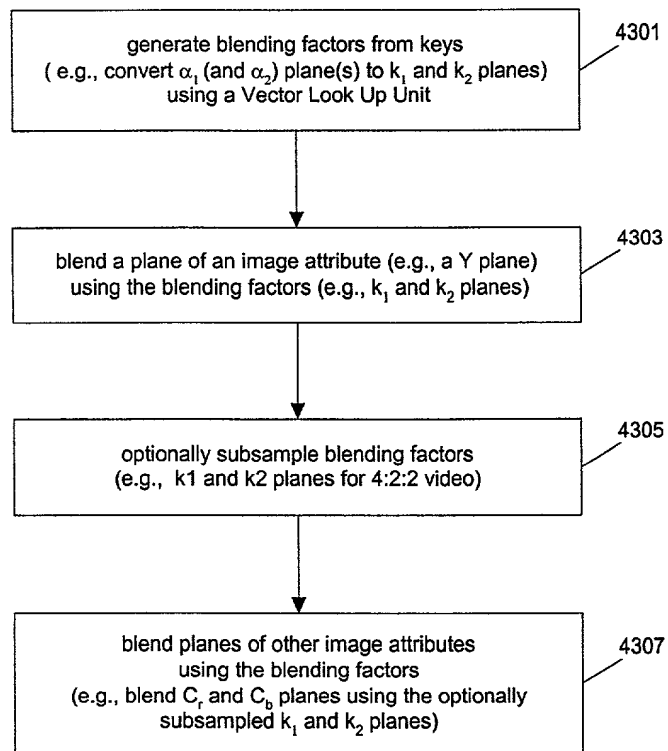 generate blending factors from keys
( e.g., convert α₁ (and α₂) plane(s) to k₁ and k₂ planes)
using a Vector Look Up Unit
4301
blend a plane of an image attribute (e.g., a Y plane)
using the blending factors (e.g., k₁ and k₂ planes)
4303
optionally subsample blending factors
(e.g., k1 and k2 planes for 4:2:2 video)
4305
blend planes of other image attributes
using the blending factors
(e.g., blend Cᵣ and C_b planes using the optionally
subsampled k₁ and k₂ planes)
4307